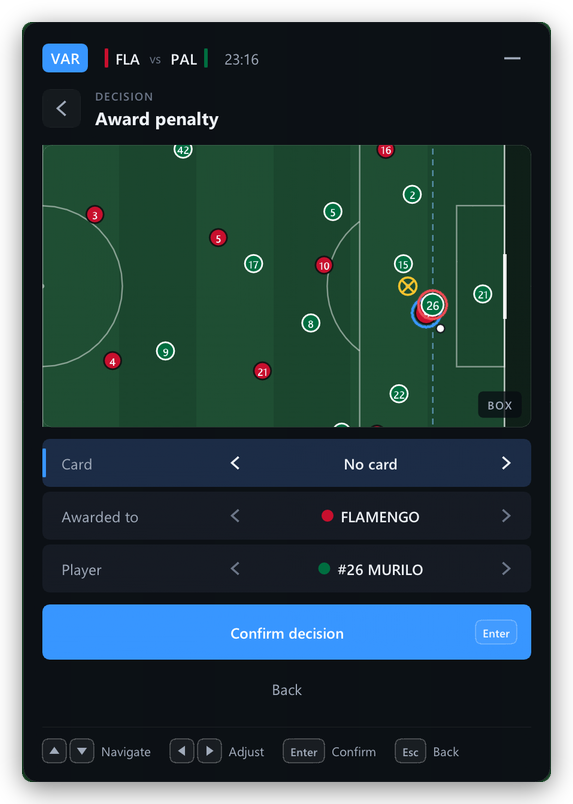 VAR FLA vs PAL 23:16
DECISION
Award penalty
42 16
2
3 5
5
17 10 15
26 21
8
9
4 21
22
BOX
Card No card
Awarded to FLAMENGO
Player #26 MURILO
Confirm decision Enter
Back
Navigate Adjust Enter Confirm Esc Back